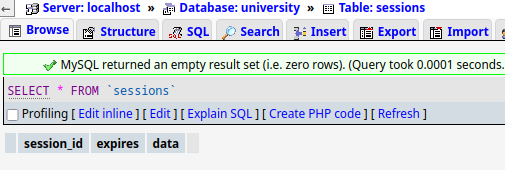 Server: localhost » Database: university » Table: sessions
Browse Structure SQL Search Insert Export Import
MySQL returned an empty result set (i.e. zero rows). (Query took 0.0001 seconds.
SELECT * FROM `sessions`
Profiling [ Edit inline ] [ Edit ] [ Explain SQL ] [ Create PHP code ] [ Refresh ]
session_id expires data